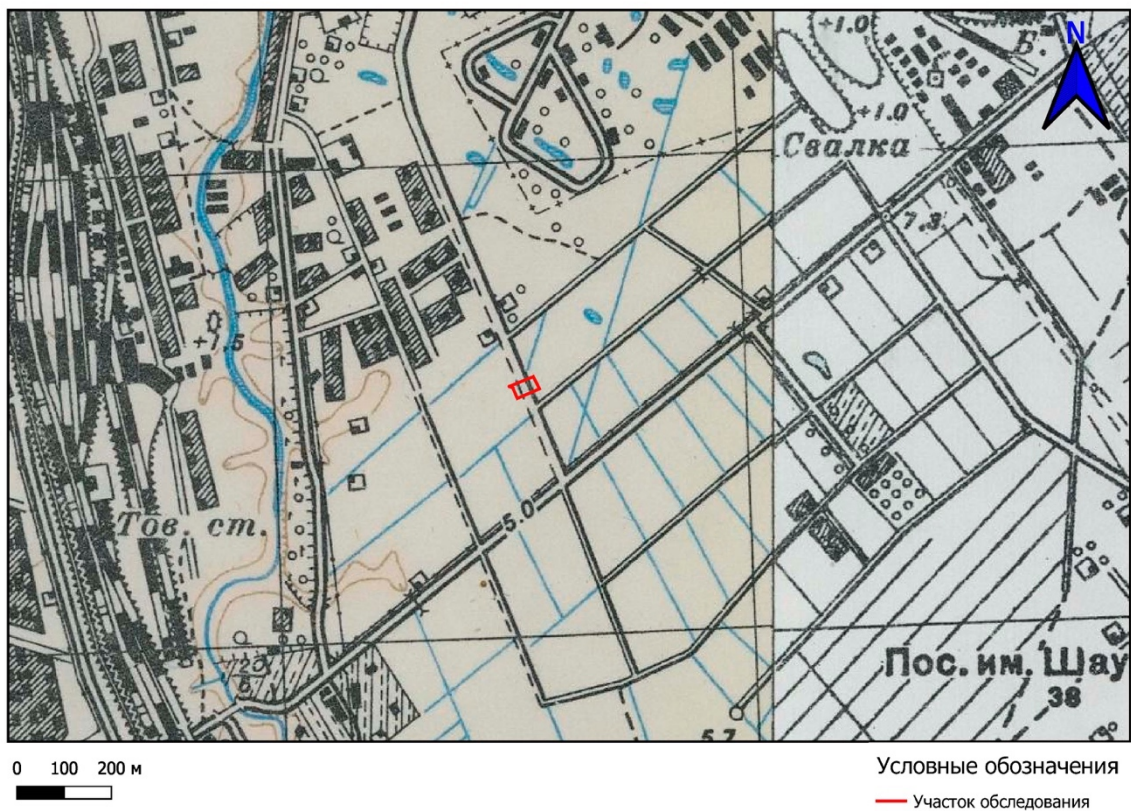 +1.0
Б.
N
+1.0
Свалка
7.3
+7.5
Тов. ст.
5.0
Пос. им. Шау
38
5.7
0 100 200 м
Условные обозначения
Участок обследования